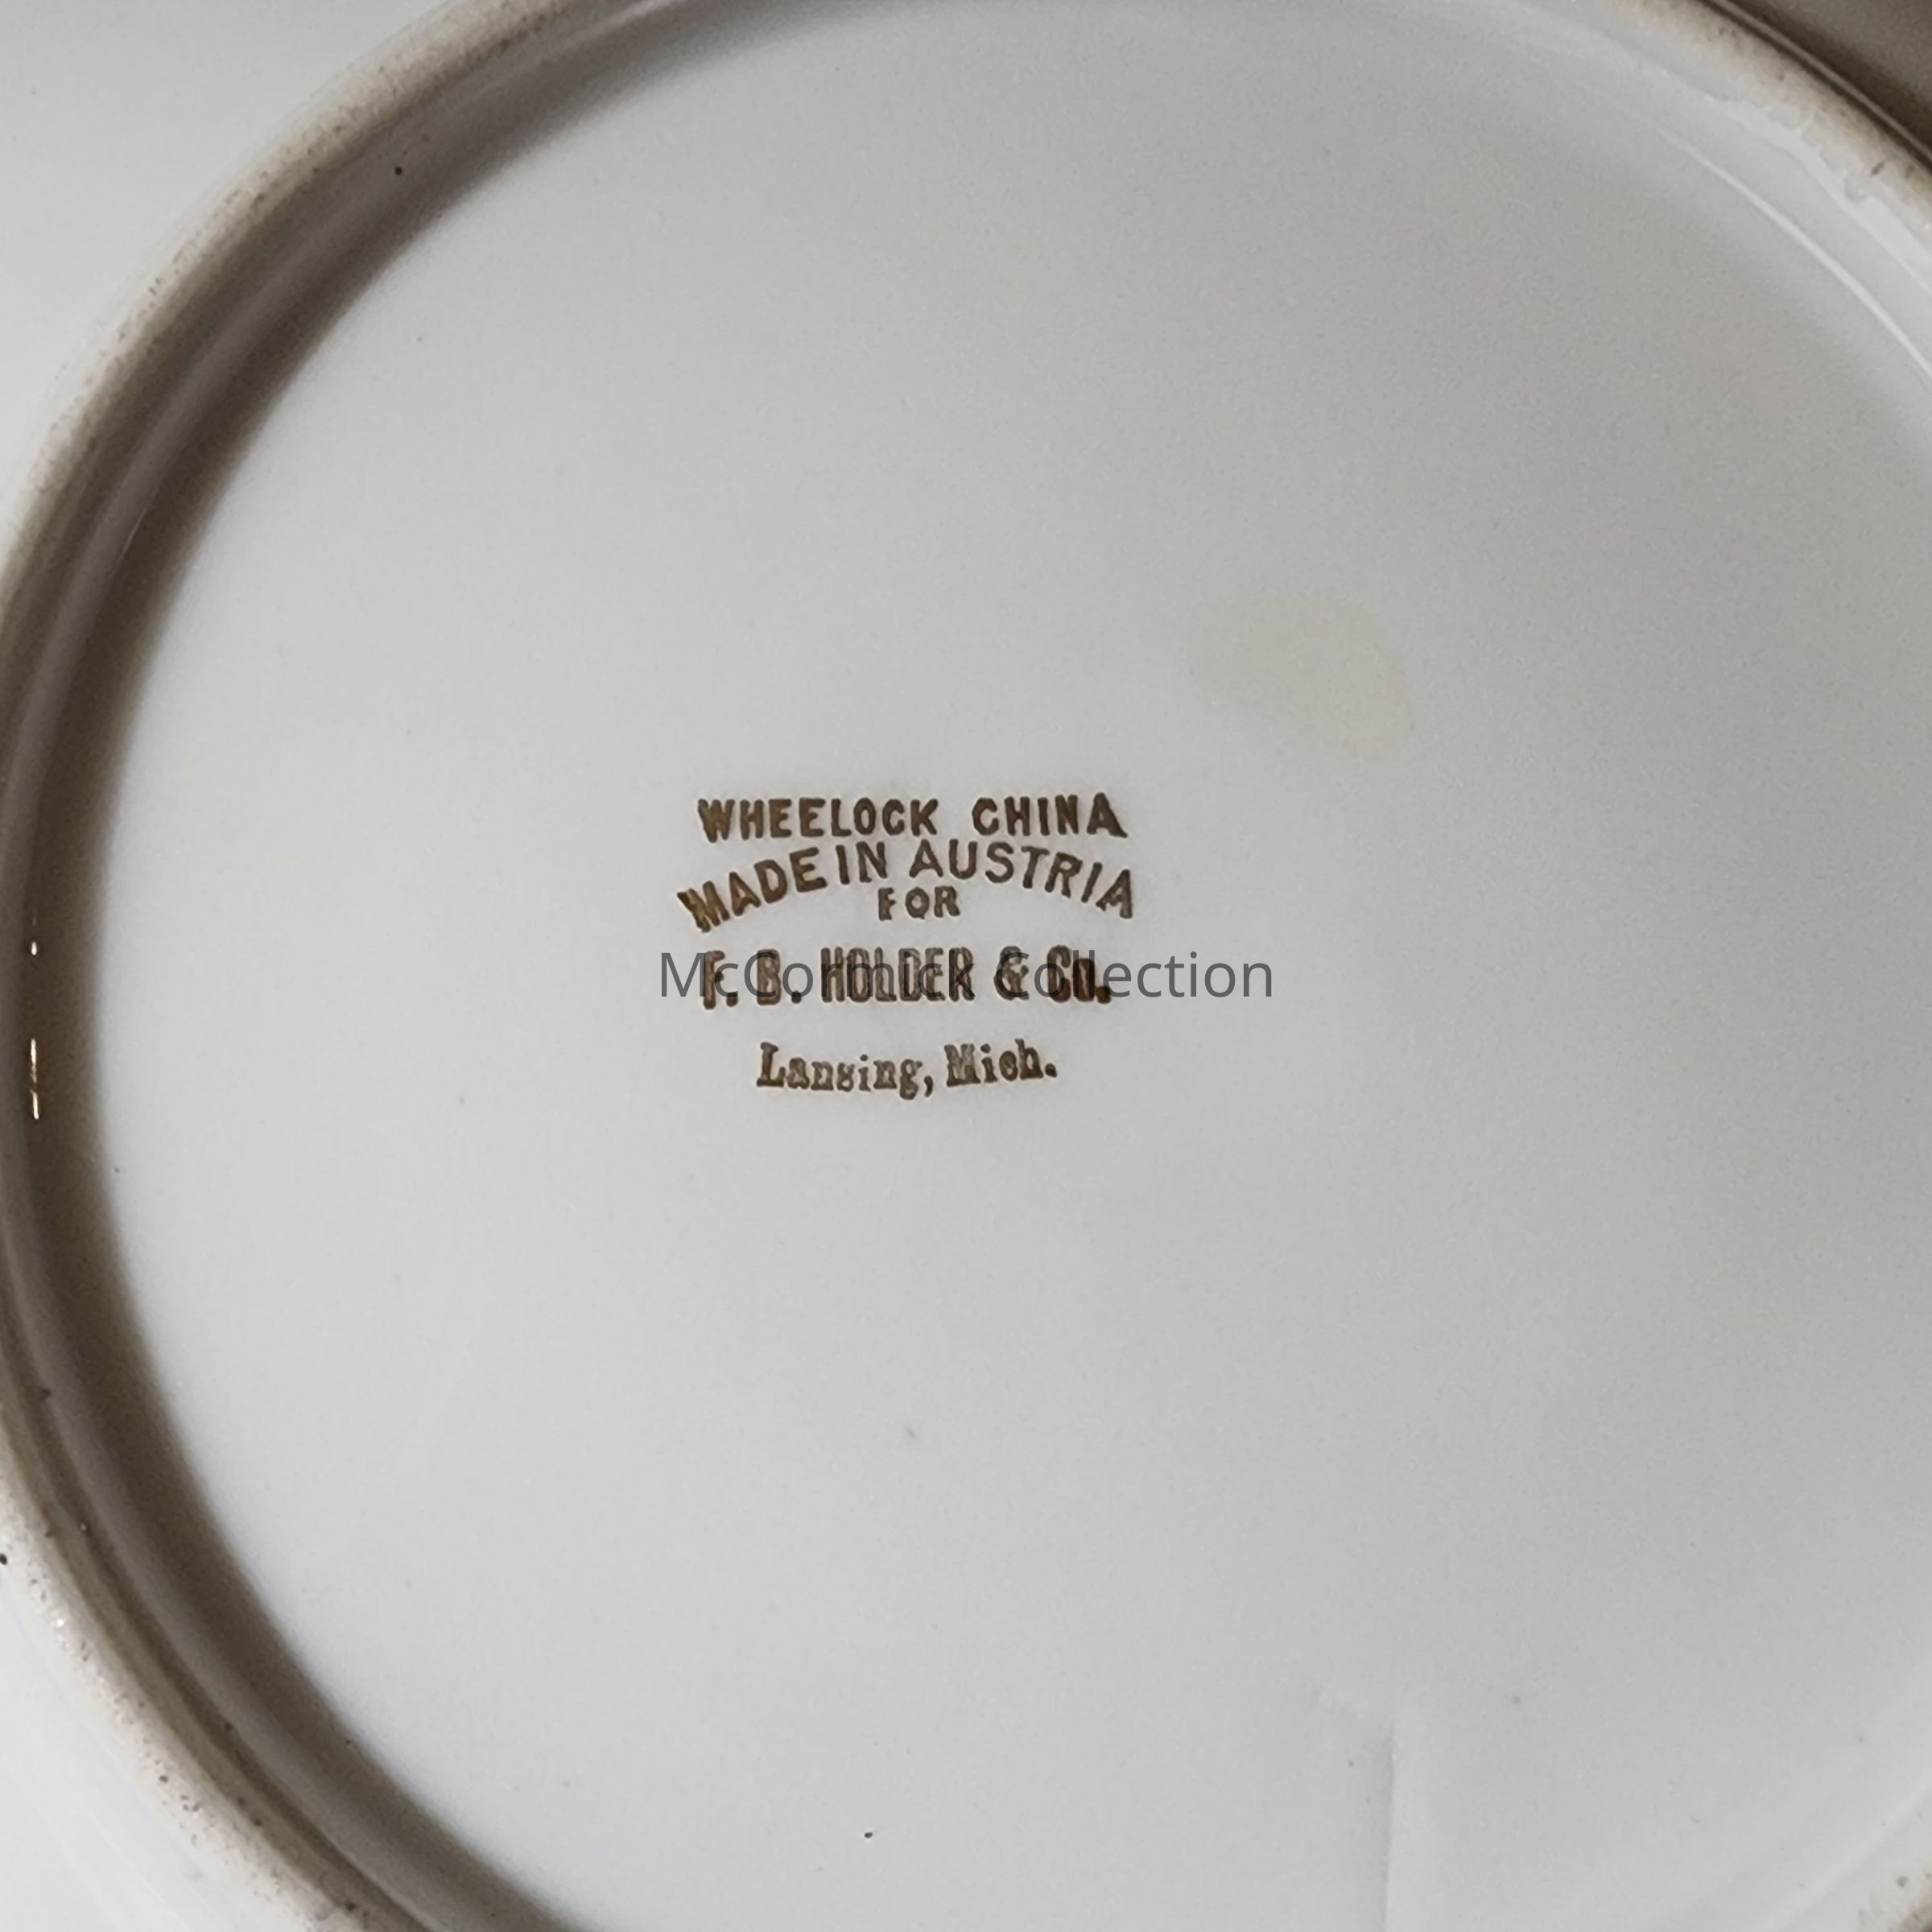 WHEELOCK CHINA
MADE IN AUSTRIA
FOR
F. B. HOLDER & Co.
McCormick Collection
Lansing, Mich.